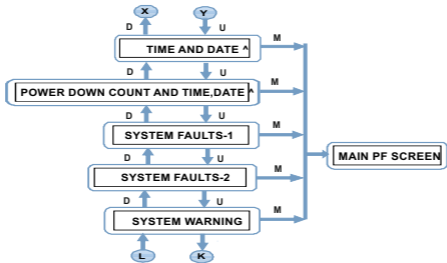 X Y
D U
TIME AND DATE ^ M
D U
POWER DOWN COUNT AND TIME,DATE ^ M
D U
SYSTEM FAULTS-1 M
D U
MAIN PF SCREEN
SYSTEM FAULTS-2 M
D U
SYSTEM WARNING M
L K